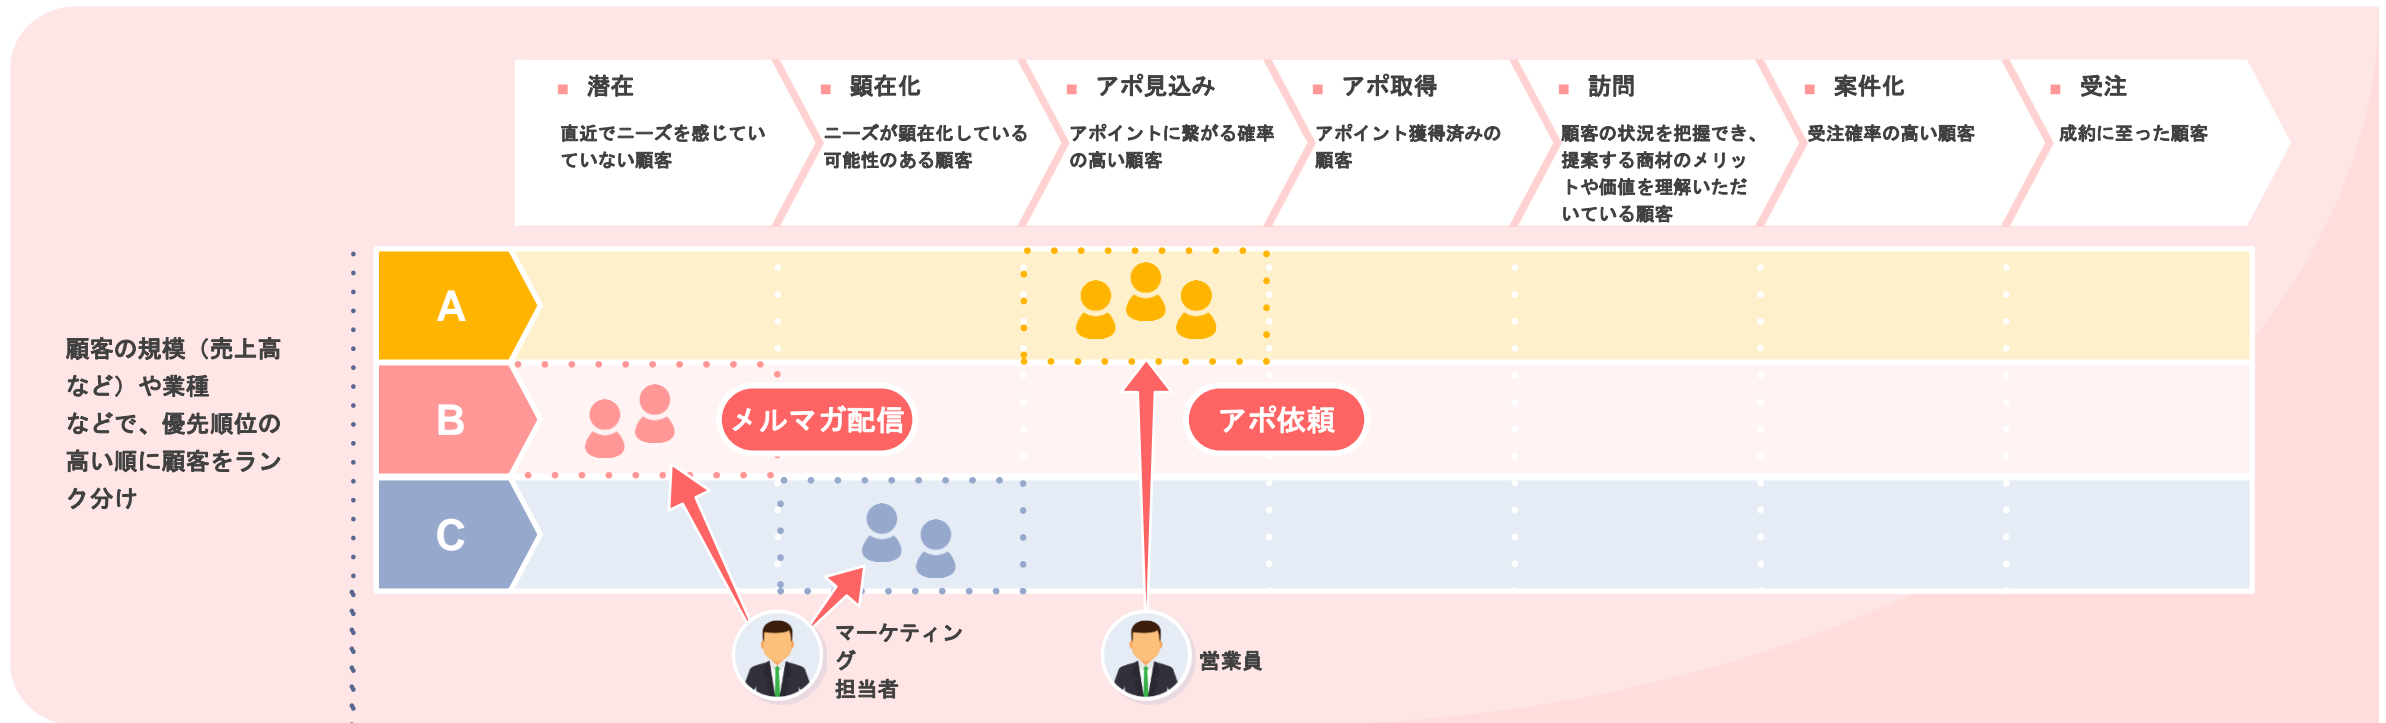 潜在
直近でニーズを感じてい
ていない顧客
顕在化
ニーズが顕在化している
可能性のある顧客
アポ見込み
アポイントに繋がる確率
の高い顧客
アポ取得
アポイント獲得済みの
顧客
訪問
顧客の状況を把握でき、
提案する商材のメリッ
トや価値を理解いただ
いている顧客
案件化
受注確率の高い顧客
受注
成約に至った顧客
顧客の規模（売上高
など）や業種
などで、優先順位の
高い順に顧客をラン
ク分け
A
B
メルマガ配信
アポ依頼
C
マーケティン
グ
担当者
営業員